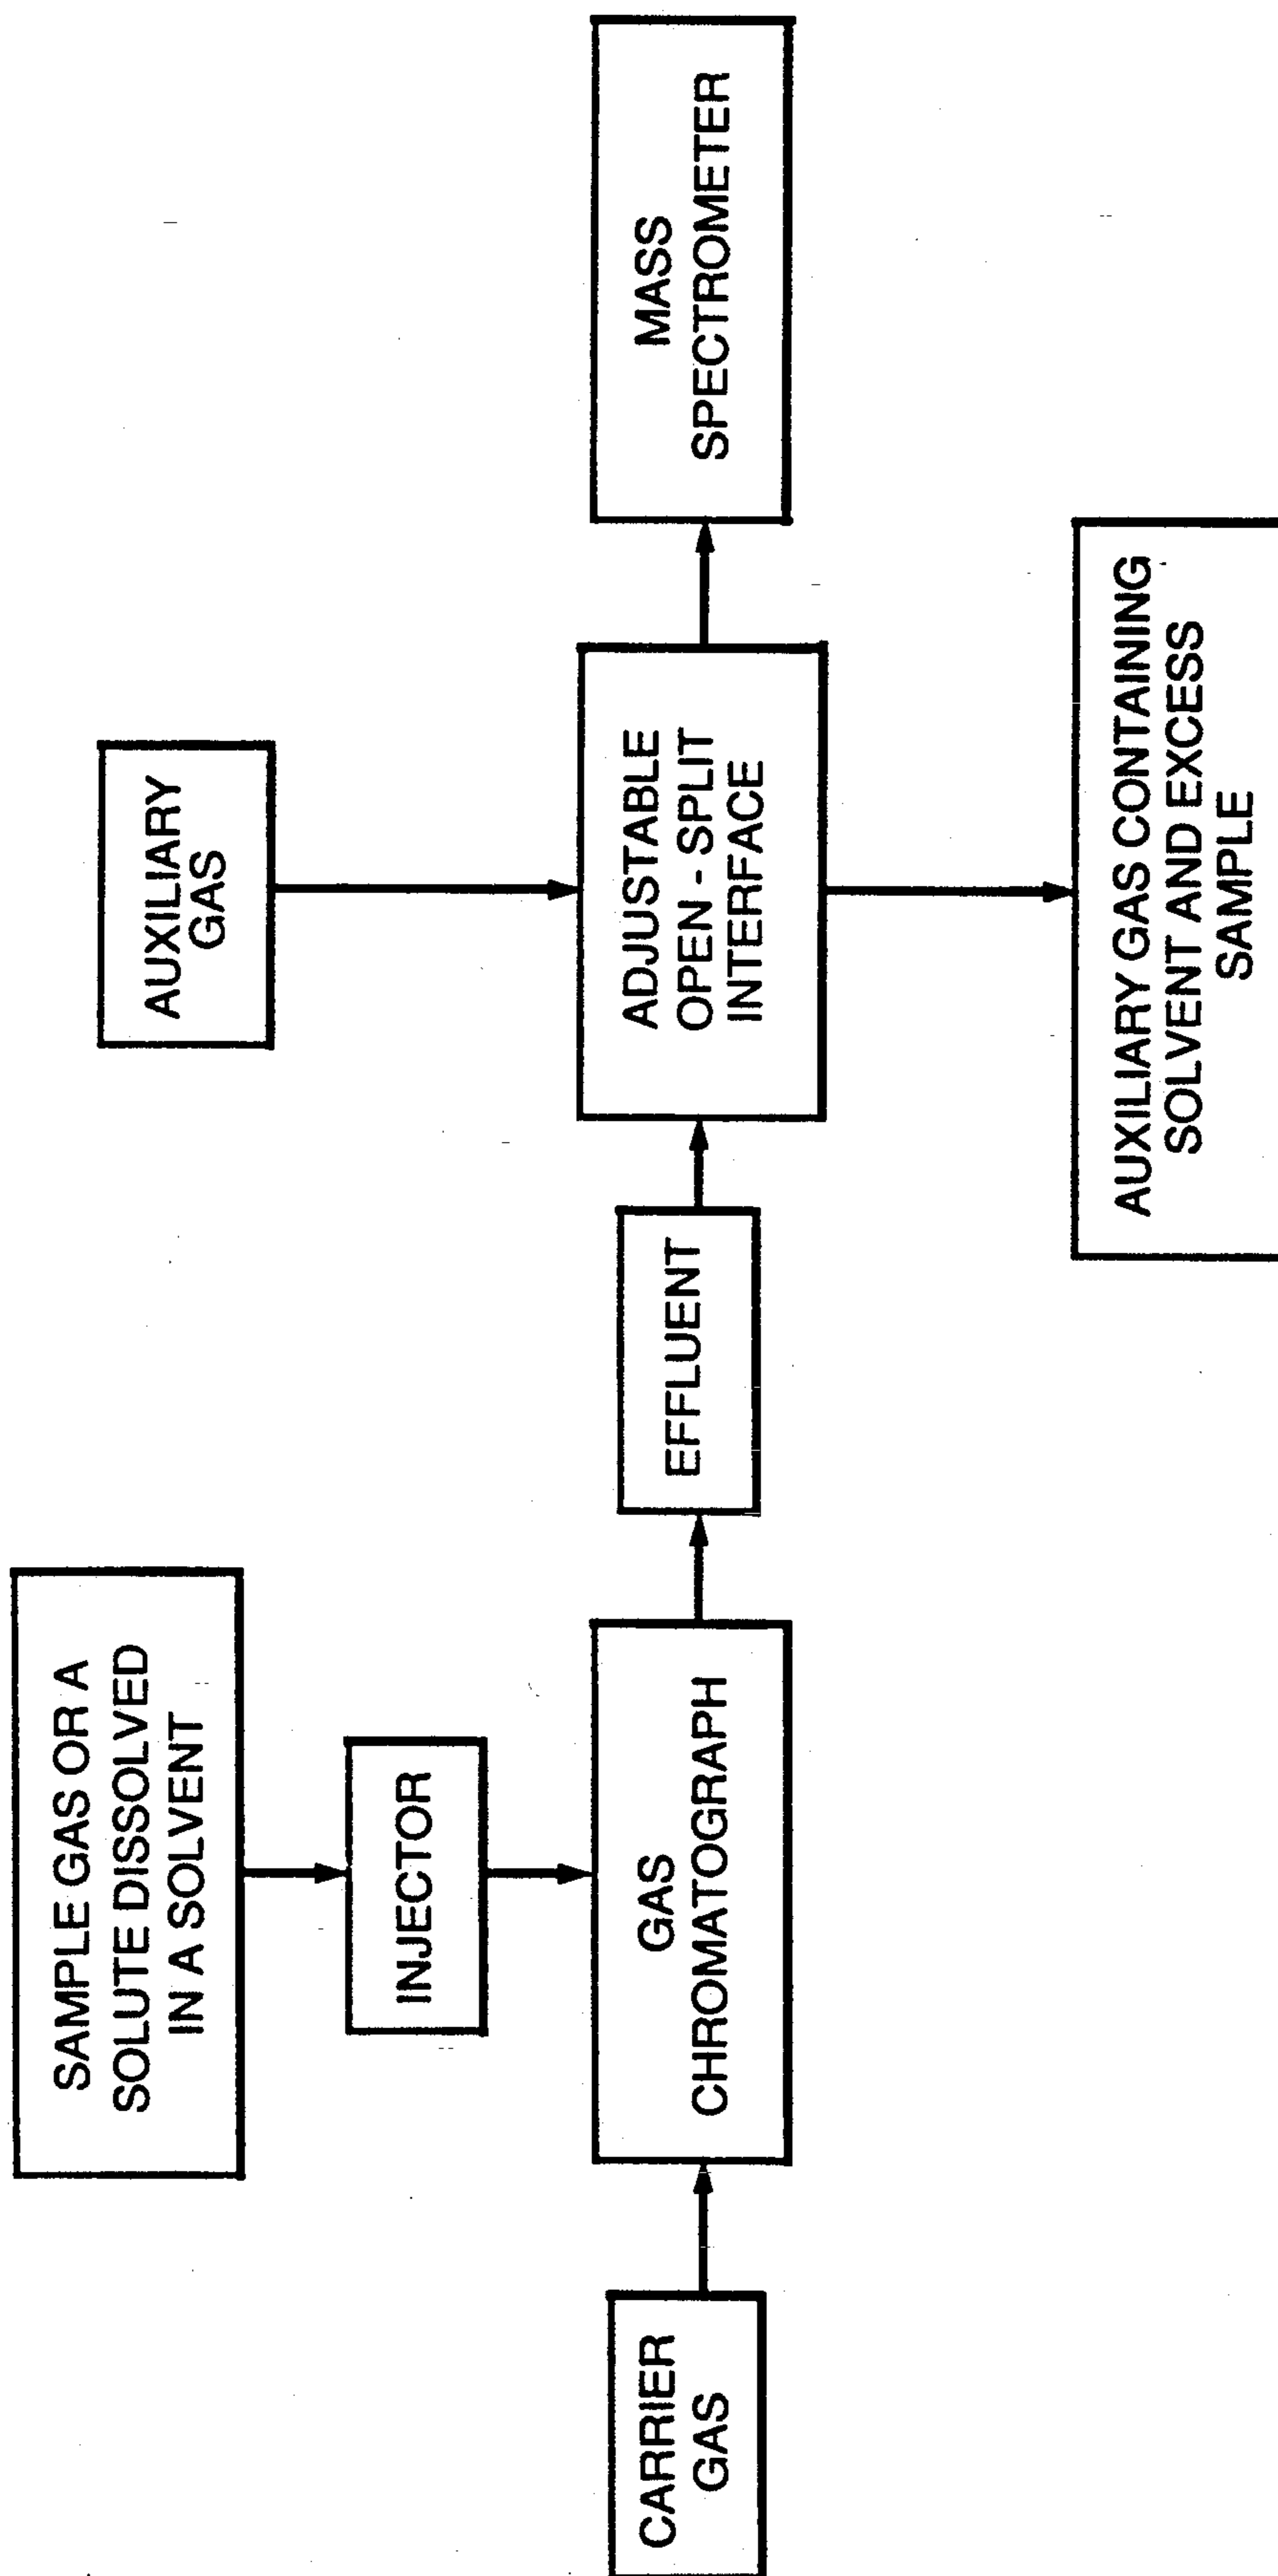 SAMPLE GAS OR A
SOLUTE DISSOLVED
IN A SOLVENT
INJECTOR
CARRIER
GAS
GAS
CHROMATOGRAPH
EFFLUENT
AUXILIARY
GAS
ADJUSTABLE
OPEN - SPLIT
INTERFACE
MASS
SPECTROMETER
AUXILIARY GAS CONTAINING
SOLVENT AND EXCESS
SAMPLE